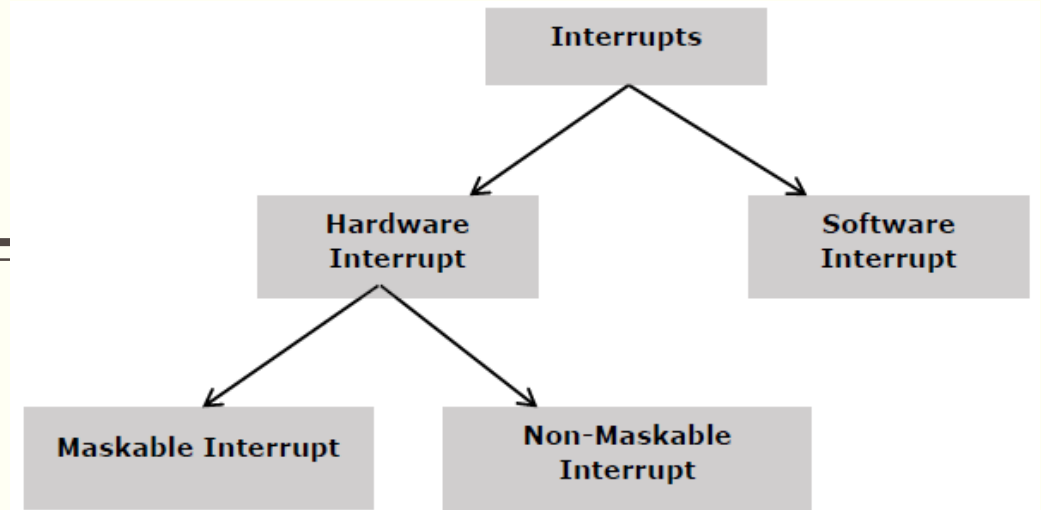 Interrupts
Hardware
Interrupt
Software
Interrupt
Maskable Interrupt
Non-Maskable
Interrupt